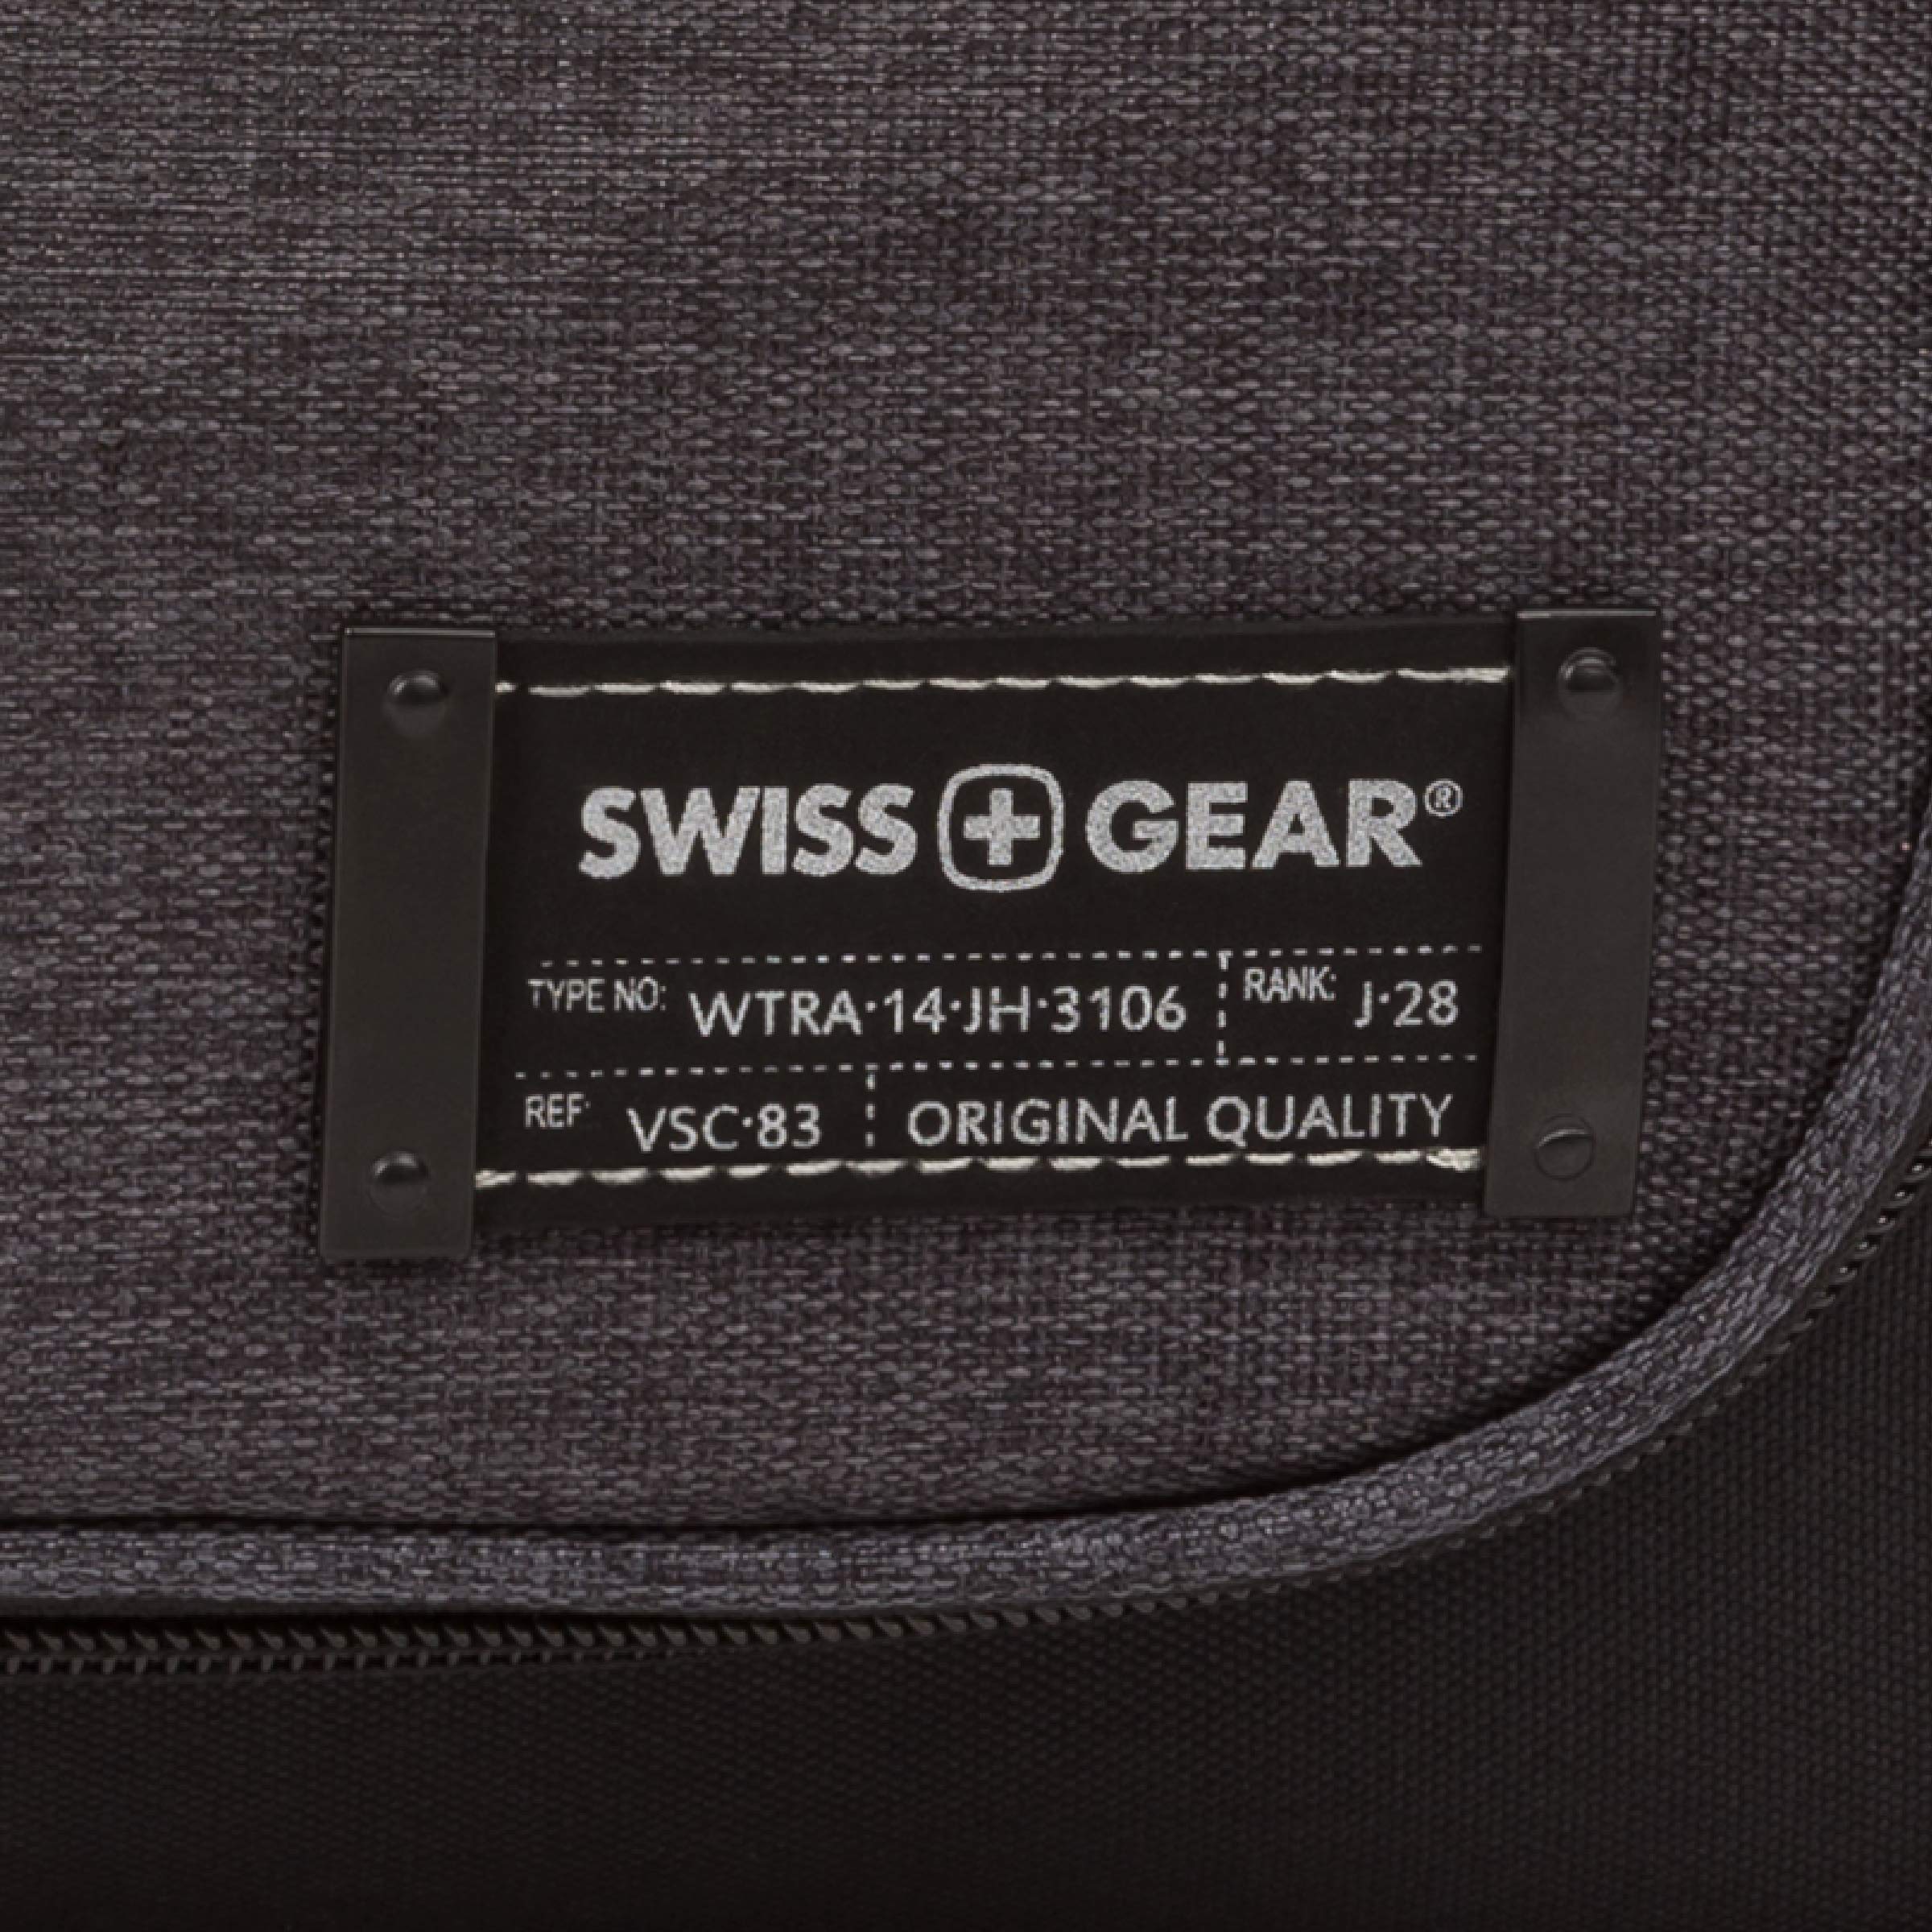 SWISS GEAR®
TYPE NO: WTRA·14·JH·3106 RANK: J·28
REF: VSC·83 ORIGINAL QUALITY